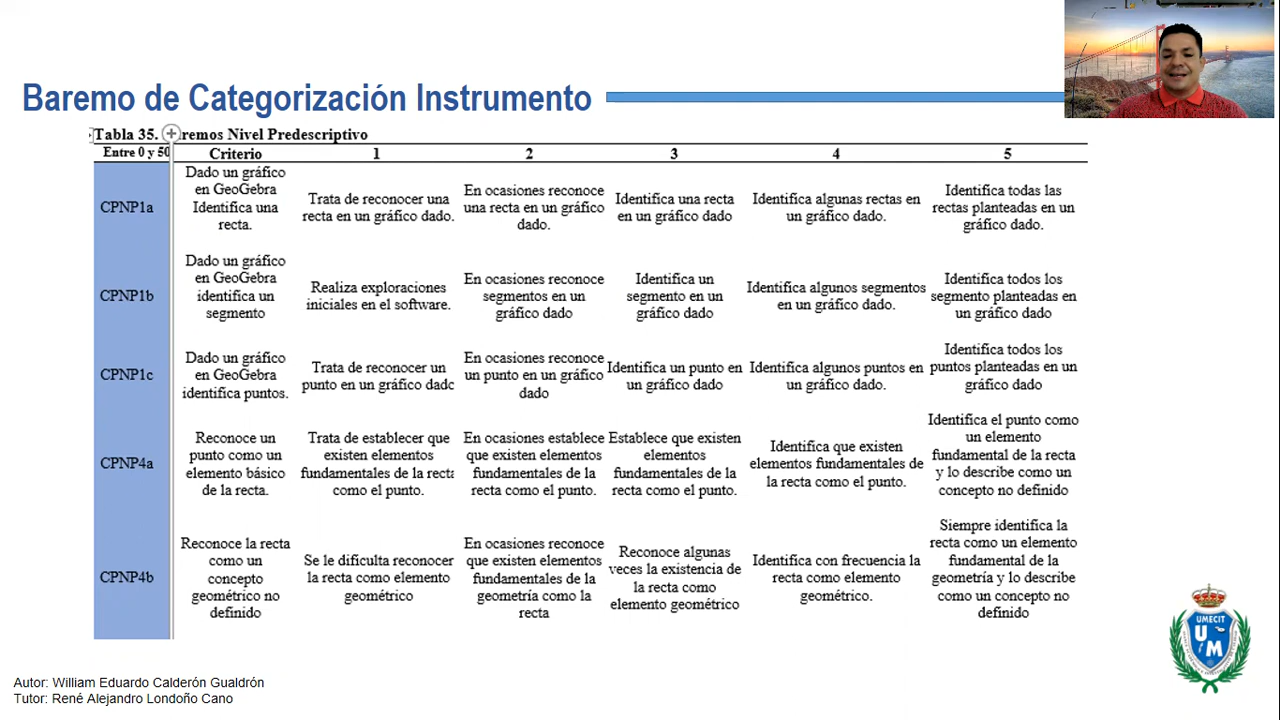 Baremo de Categorización Instrumento
Tabla 35. remos Nivel Predescriptivo
Entre 0 y 50 Criterio 1 2 3 4 5
CPNP1a
Dado un gráfico
en GeoGebra
Identifica una
recta.
Trata de reconocer una
recta en un gráfico dado.
En ocasiones reconoce
una recta en un gráfico
dado.
Identifica una recta
en un gráfico dado
Identifica algunas rectas en
un gráfico dado.
Identifica todas las
rectas planteadas en un
gráfico dado.
CPNP1b
Dado un gráfico
en GeoGebra
identifica un
segmento
Realiza exploraciones
iniciales en el software.
En ocasiones reconoce
segmentos en un
gráfico dado
Identifica un
segmento en un
gráfico dado
Identifica algunos segmentos
en un gráfico dado.
Identifica todos los
segmento planteadas en
un gráfico dado
CPNP1c
Dado un gráfico
en GeoGebra
identifica puntos.
Trata de reconocer un
punto en un gráfico dadc
En ocasiones reconoce
un punto en un gráfico
dado
Identifica un punto en
un gráfico dado
Identifica algunos puntos en
un gráfico dado.
Identifica todos los
puntos planteadas en un
gráfico dado
CPNP4a
Reconoce un
punto como un
elemento básico
de la recta.
Trata de establecer que
existen elementos
fundamentales de la recta
como el punto.
En ocasiones establece
que existen elementos
fundamentales de la
recta como el punto.
Establece que existen
elementos
fundamentales de la
recta como el punto.
Identifica que existen
elementos fundamentales de
la recta como el punto.
Identifica el punto como
un elemento
fundamental de la recta
y lo describe como un
concepto no definido
CPNP4b
Reconoce la recta
como un
concepto
geométrico no
definido
Se le dificulta reconocer
la recta como elemento
geométrico
En ocasiones reconoce
que existen elementos
fundamentales de la
geometría como la
recta
Reconoce algunas
veces la existencia de
la recta como
elemento geométrico
Identifica con frecuencia la
recta como elemento
geométrico.
Siempre identifica la
recta como un elemento
fundamental de la
geometría y lo describe
como un concepto no
definido
UMECIT
U
M
Autor: William Eduardo Calderón Gualdrón
Tutor: René Alejandro Londoño Cano